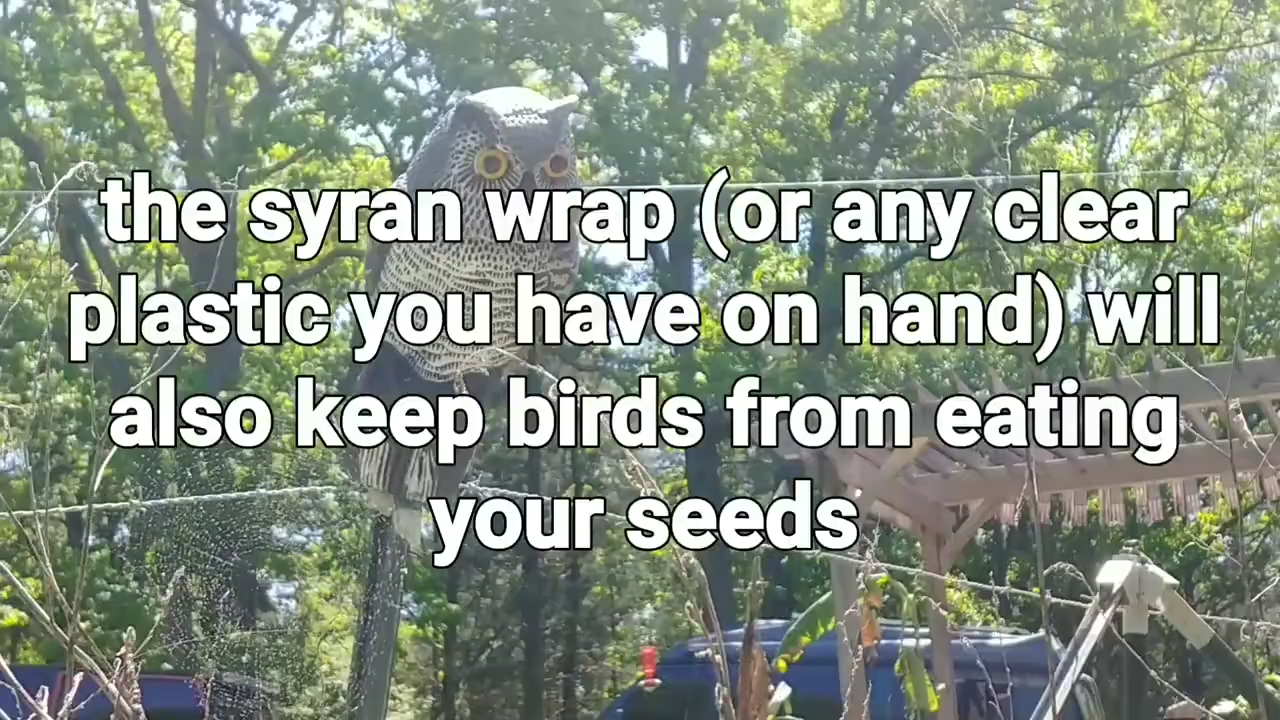 the syran wrap (or any clear
plastic you have on hand) will
also keep birds from eating
your seeds